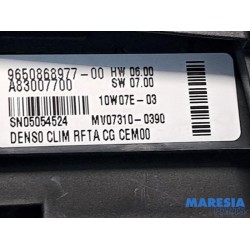 9650868977-00 HW 06.00
A83007700 SW 07.00
10W07E-03
SN05054524 MV07310-0390
DENSO CLIM RFTA CG CEM00
MARESIA